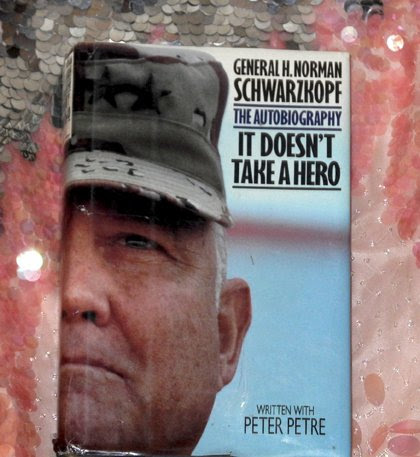 GENERAL H. NORMAN
SCHWARZKOPF
THE AUTOBIOGRAPHY
IT DOESN'T
TAKE A HERO
WRITTEN WITH
PETER PETRE